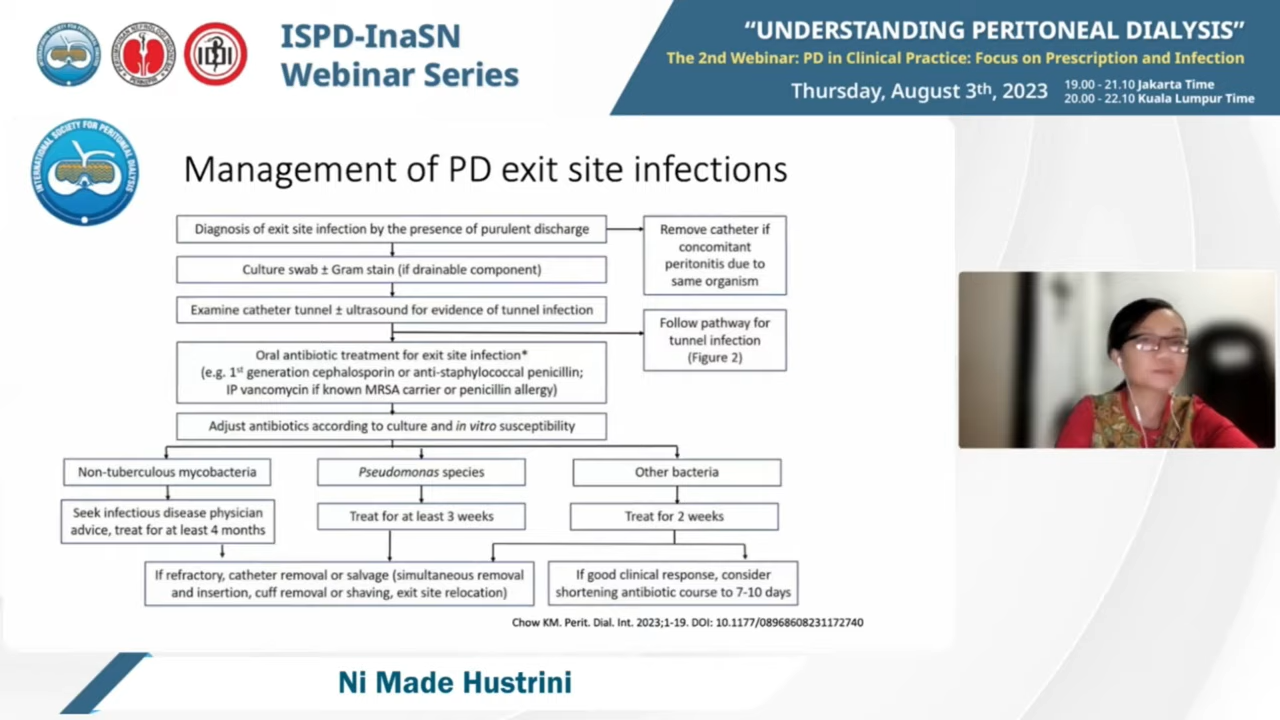 ISPD-InaSN
Webinar Series
“UNDERSTANDING PERITONEAL DIALYSIS”
The 2nd Webinar: PD in Clinical Practice: Focus on Prescription and Infection
Thursday, August 3th, 2023
19.00 - 21.10 Jakarta Time
20.00 - 22.10 Kuala Lumpur Time
INTERNATIONAL SOCIETY FOR PERITONEAL DIALYSIS
Management of PD exit site infections
Diagnosis of exit site infection by the presence of purulent discharge
Remove catheter if
concomitant
peritonitis due to
same organism
Culture swab ± Gram stain (if drainable component)
Examine catheter tunnel ± ultrasound for evidence of tunnel infection
Follow pathway for
tunnel infection
(Figure 2)
Oral antibiotic treatment for exit site infection*
(e.g. 1st generation cephalosporin or anti-staphylococcal penicillin;
IP vancomycin if known MRSA carrier or penicillin allergy)
Adjust antibiotics according to culture and in vitro susceptibility
Non-tuberculous mycobacteria
Pseudomonas species
Other bacteria
Seek infectious disease physician
advice, treat for at least 4 months
Treat for at least 3 weeks
Treat for 2 weeks
If refractory, catheter removal or salvage (simultaneous removal
and insertion, cuff removal or shaving, exit site relocation)
If good clinical response, consider
shortening antibiotic course to 7-10 days
Chow KM. Perit. Dial. Int. 2023;1-19. DOI: 10.1177/08968608231172740
Ni Made Hustrini